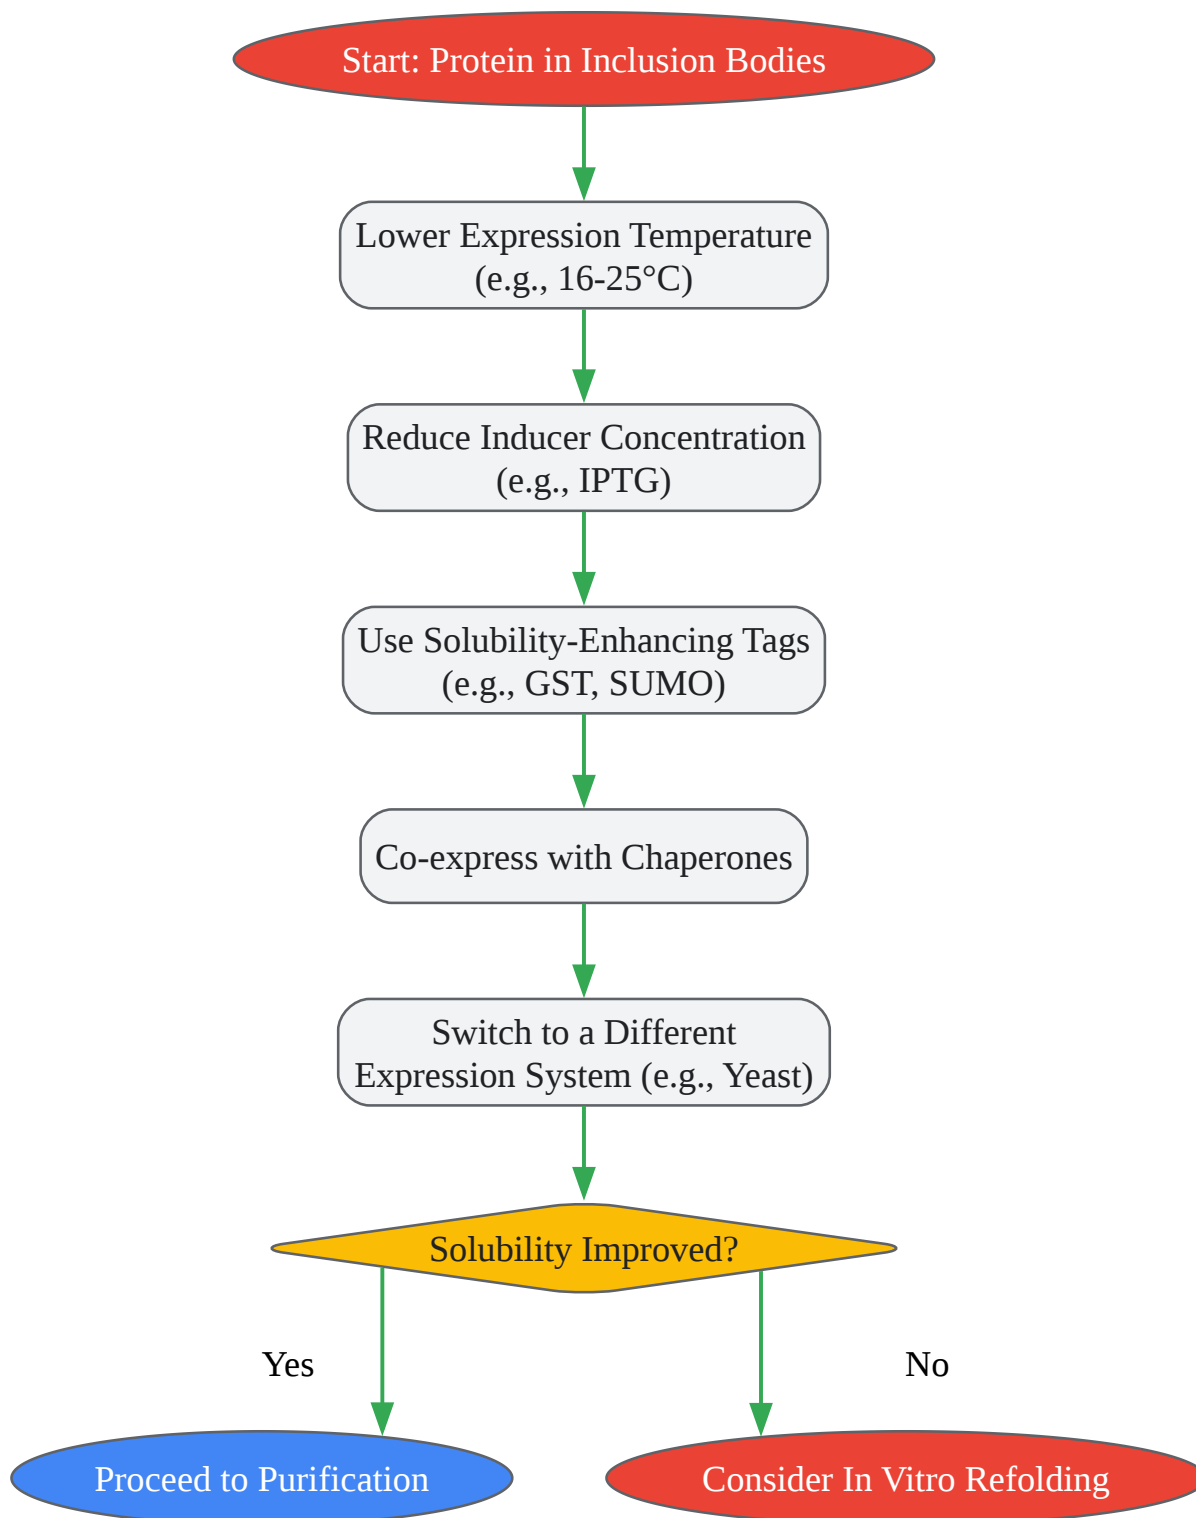 Start: Protein in Inclusion Bodies
Lower Expression Temperature
(e.g., 16-25°C)
Reduce Inducer Concentration
(e.g., IPTG)
Use Solubility-Enhancing Tags
(e.g., GST, SUMO)
Co-express with Chaperones
Switch to a Different
Expression System (e.g., Yeast)
Solubility Improved?
Yes
No
Proceed to Purification
Consider In Vitro Refolding